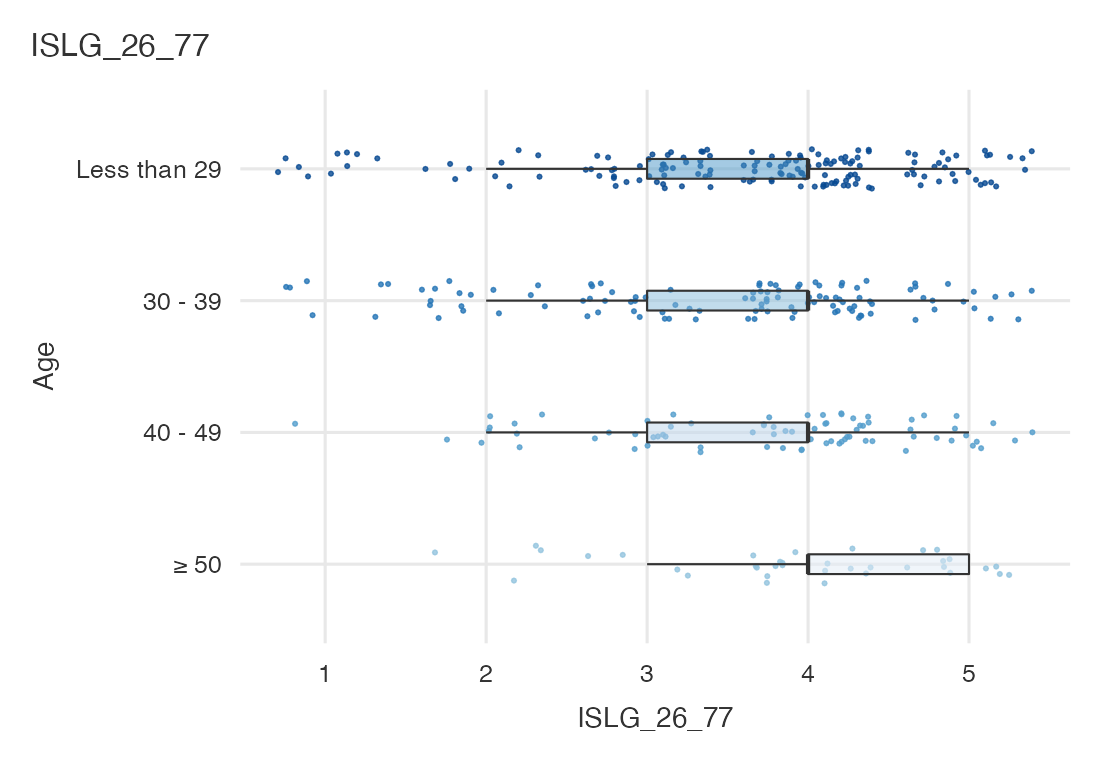 ISLG_26_77
Less than 29
30 - 39
40 - 49
≥ 50
Age
1 2 3 4 5
ISLG_26_77